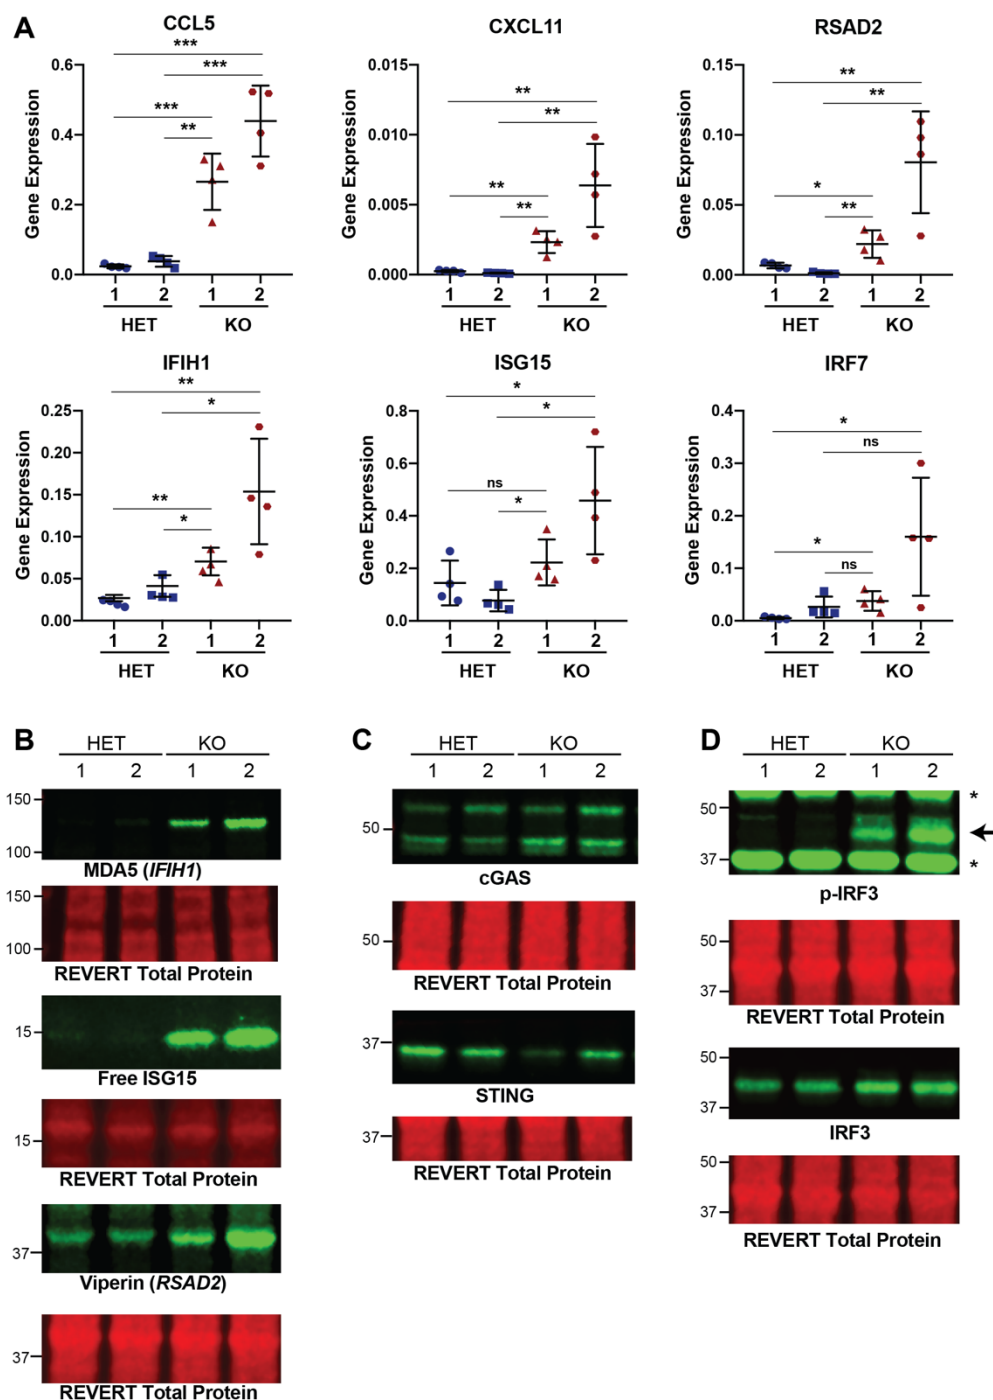 A
CCL5
CXCL11
RSAD2
Gene Expression
0.6
0.4
0.2
0.0
***
***
***
**
1 2 1 2
HET KO
Gene Expression
0.015
0.010
0.005
0.000
**
**
**
**
1 2 1 2
HET KO
Gene Expression
0.15
0.10
0.05
0.00
**
**
*
**
1 2 1 2
HET KO
IFIH1
ISG15
IRF7
Gene Expression
0.25
0.20
0.15
0.10
0.05
0.00
**
*
**
*
1 2 1 2
HET KO
Gene Expression
0.8
0.6
0.4
0.2
0.0
*
*
ns
*
1 2 1 2
HET KO
Gene Expression
0.4
0.3
0.2
0.1
0.0
*
ns
*
ns
1 2 1 2
HET KO
B
HET KO
1 2 1 2
150
100
MDA5 (IFIH1)
150
100
REVERT Total Protein
15
Free ISG15
15
REVERT Total Protein
37
Viperin (RSAD2)
37
REVERT Total Protein
C
HET KO
1 2 1 2
50
cGAS
50
REVERT Total Protein
37
STING
37
REVERT Total Protein
D
HET KO
1 2 1 2
50
37
*
*
p-IRF3
50
37
REVERT Total Protein
50
37
IRF3
50
37
REVERT Total Protein